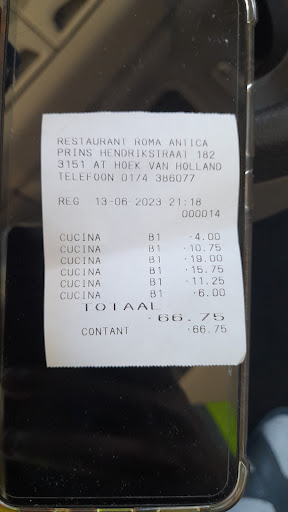 RESTAURANT ROMA ANTICA
PRINS HENDRIKSTRAAT 182
3151 AT HOEK VAN HOLLAND
TELEFOON 0174 386077
REG 13-06-2023 21:18
000014
CUCINA B1 ·4.00
CUCINA B1 ·10.75
CUCINA B1 ·19.00
CUCINA B1 ·15.75
CUCINA B1 ·11.25
CUCINA B1 ·6.00
TOTAAL
·66.75
CONTANT ·66.75